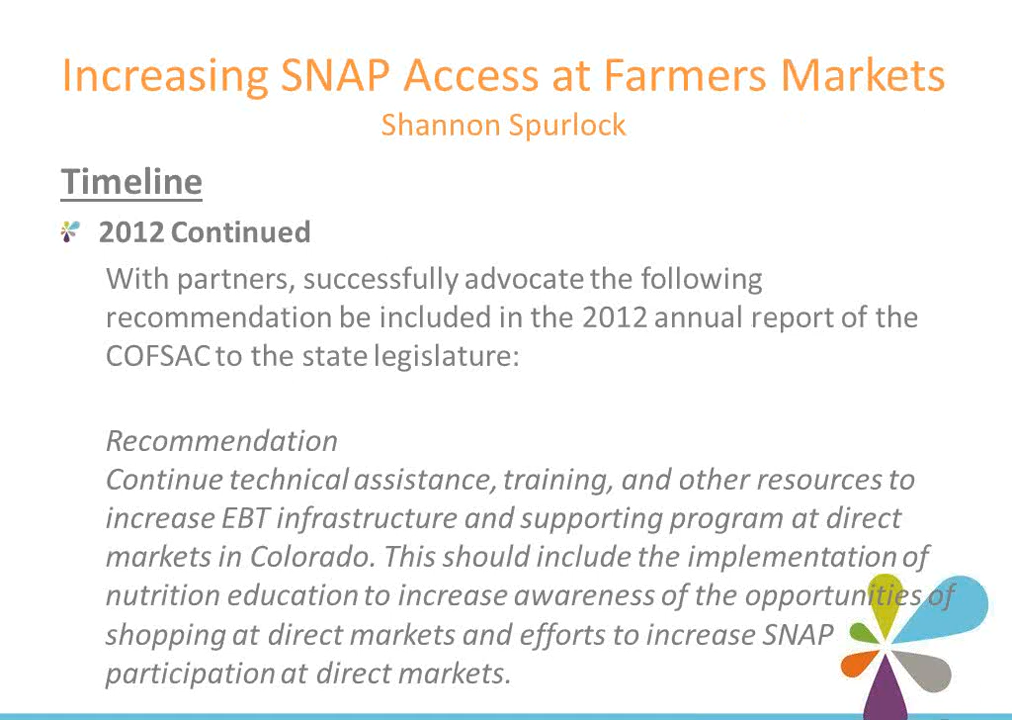 Increasing SNAP Access at Farmers Markets
Shannon Spurlock
Timeline
2012 Continued
With partners, successfully advocate the following
recommendation be included in the 2012 annual report of the
COFSAC to the state legislature:
Recommendation
Continue technical assistance, training, and other resources to
increase EBT infrastructure and supporting program at direct
markets in Colorado. This should include the implementation of
nutrition education to increase awareness of the opportunities of
shopping at direct markets and efforts to increase SNAP
participation at direct markets.